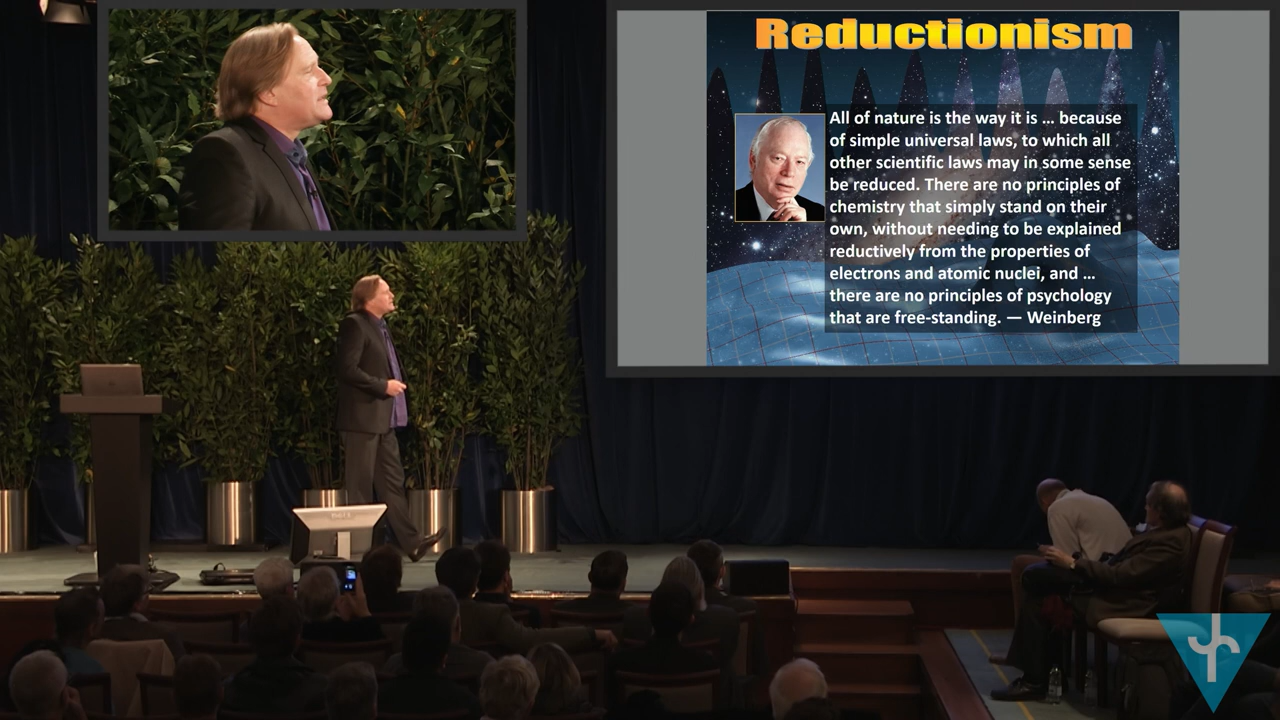 Reductionism
All of nature is the way it is ... because
of simple universal laws, to which all
other scientific laws may in some sense
be reduced. There are no principles of
chemistry that simply stand on their
own, without needing to be explained
reductively from the properties of
electrons and atomic nuclei, and ...
there are no principles of psychology
that are free-standing. — Weinberg